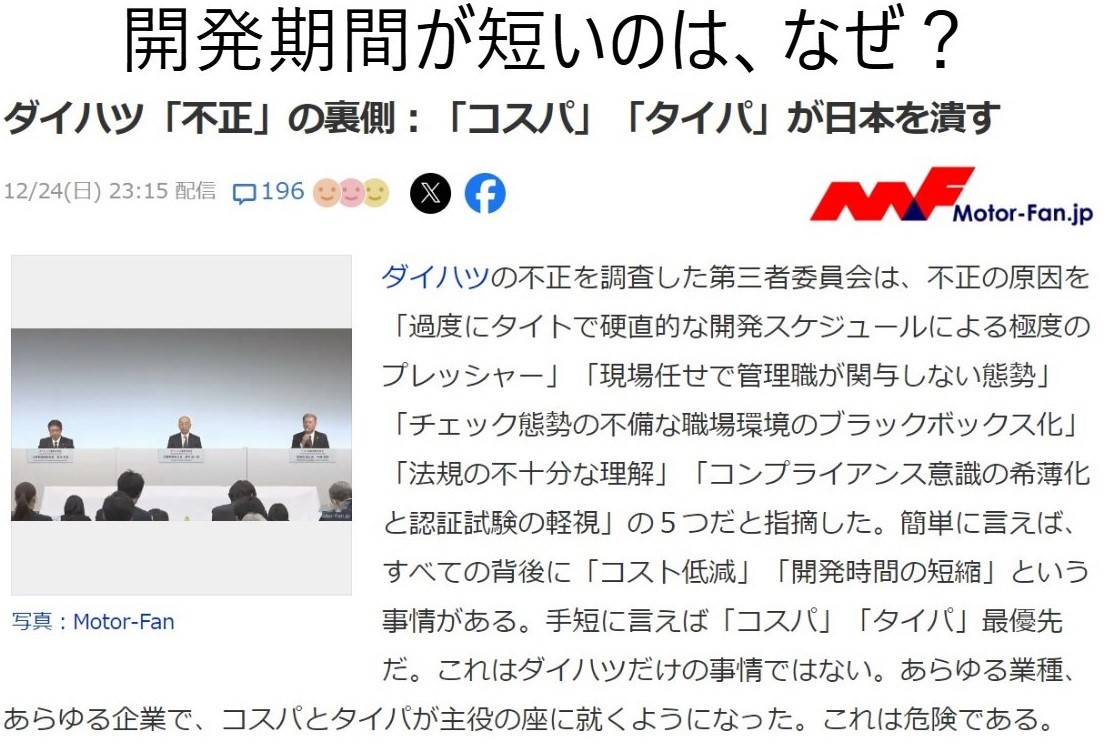 開発期間が短いのは、なぜ？
ダイハツ「不正」の裏側：「コスパ」「タイパ」が日本を潰す
12/24(日) 23:15 配信 196
Motor-Fan.jp
ダイハツの不正を調査した第三者委員会は、不正の原因を
「過度にタイトで硬直的な開発スケジュールによる極度の
プレッシャー」「現場任せで管理職が関与しない態勢」
「チェック態勢の不備な職場環境のブラックボックス化」
「法規の不十分な理解」「コンプライアンス意識の希薄化
と認証試験の軽視」の５つだと指摘した。簡単に言えば、
すべての背後に「コスト低減」「開発時間の短縮」という
事情がある。手短に言えば「コスパ」「タイパ」最優先
だ。これはダイハツだけの事情ではない。あらゆる業種、
あらゆる企業で、コスパとタイパが主役の座に就くようになった。これは危険である。
写真：Motor-Fan